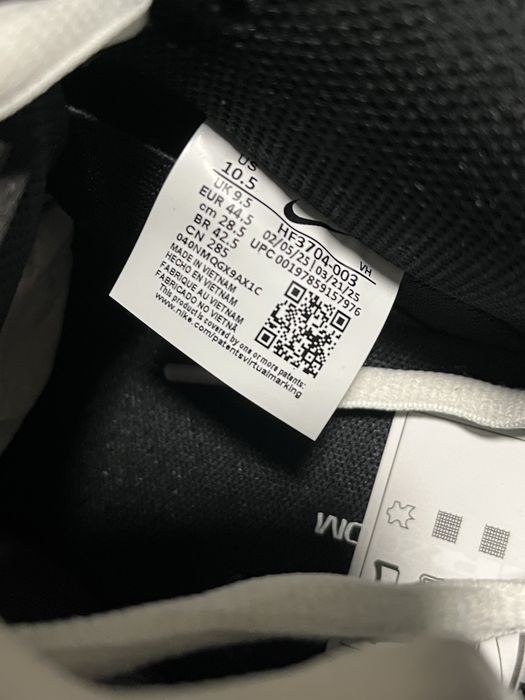 US
10.5
UK 9.5
EUR 44.5
cm 28.5
BR 42.5
CN 285
HF3704 003
02/05/25 | 03/21/25
UPC 00197859157976
VH
040NMQGX9AX1C
MADE IN VIETNAM
HECHO EN VIETNAM
FABRIQUE AU VIETNAM
FABRICADO NO VIETNÃ
This product is covered by one or more patents:
www.nike.com/patentsvirtualmarking